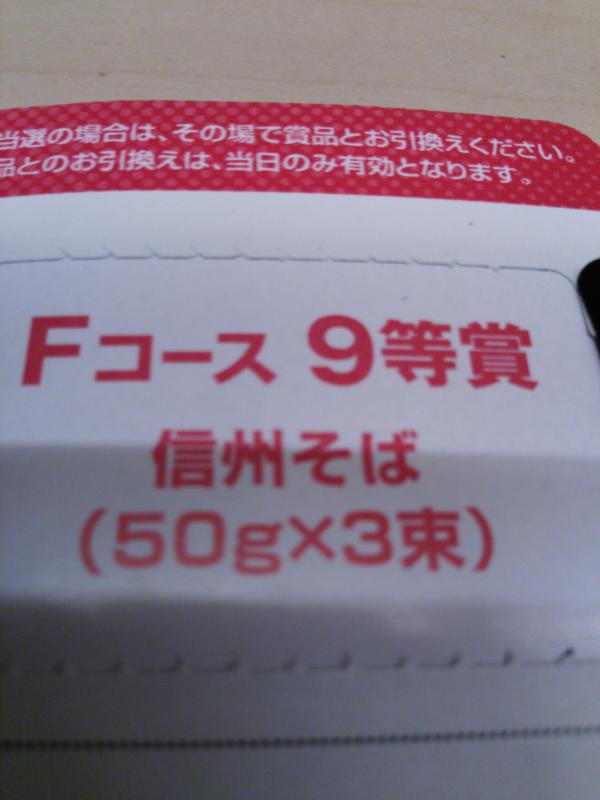 当選の場合は、その場で賞品とお引換えください。
品とのお引換えは、当日のみ有効となります。
Fコース 9等賞
信州そば
(50g×3束)